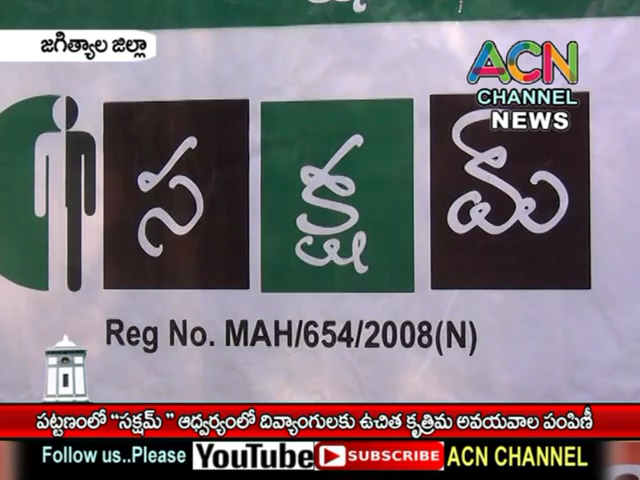 జగిత్యాల జిల్లా
ACN
CHANNEL
NEWS
స క్ష మ్
Reg No. MAH/654/2008(N)
పట్టణంలో “సక్షమ్ ” ఆధ్వర్యంలో దివ్యాంగులకు ఉచిత కృత్రిమ అవయవాల పంపిణీ
Follow us..Please YouTube SUBSCRIBE ACN CHANNEL